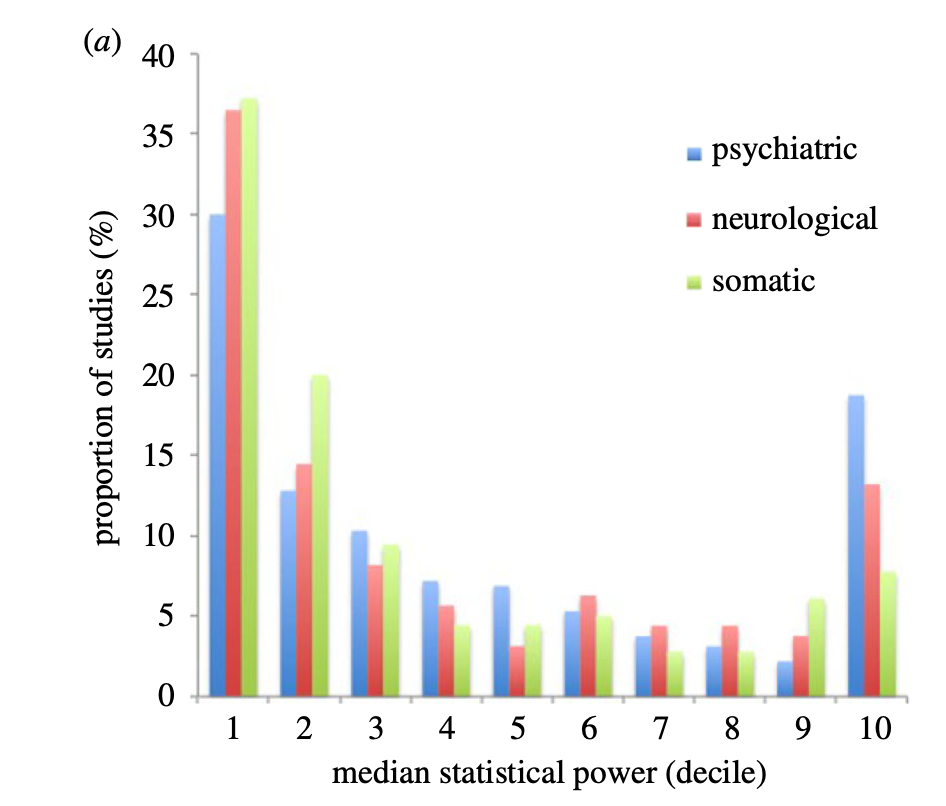 (a)
40
35
30
25
20
15
10
5
0
proportion of studies (%)
psychiatric
neurological
somatic
1 2 3 4 5 6 7 8 9 10
median statistical power (decile)